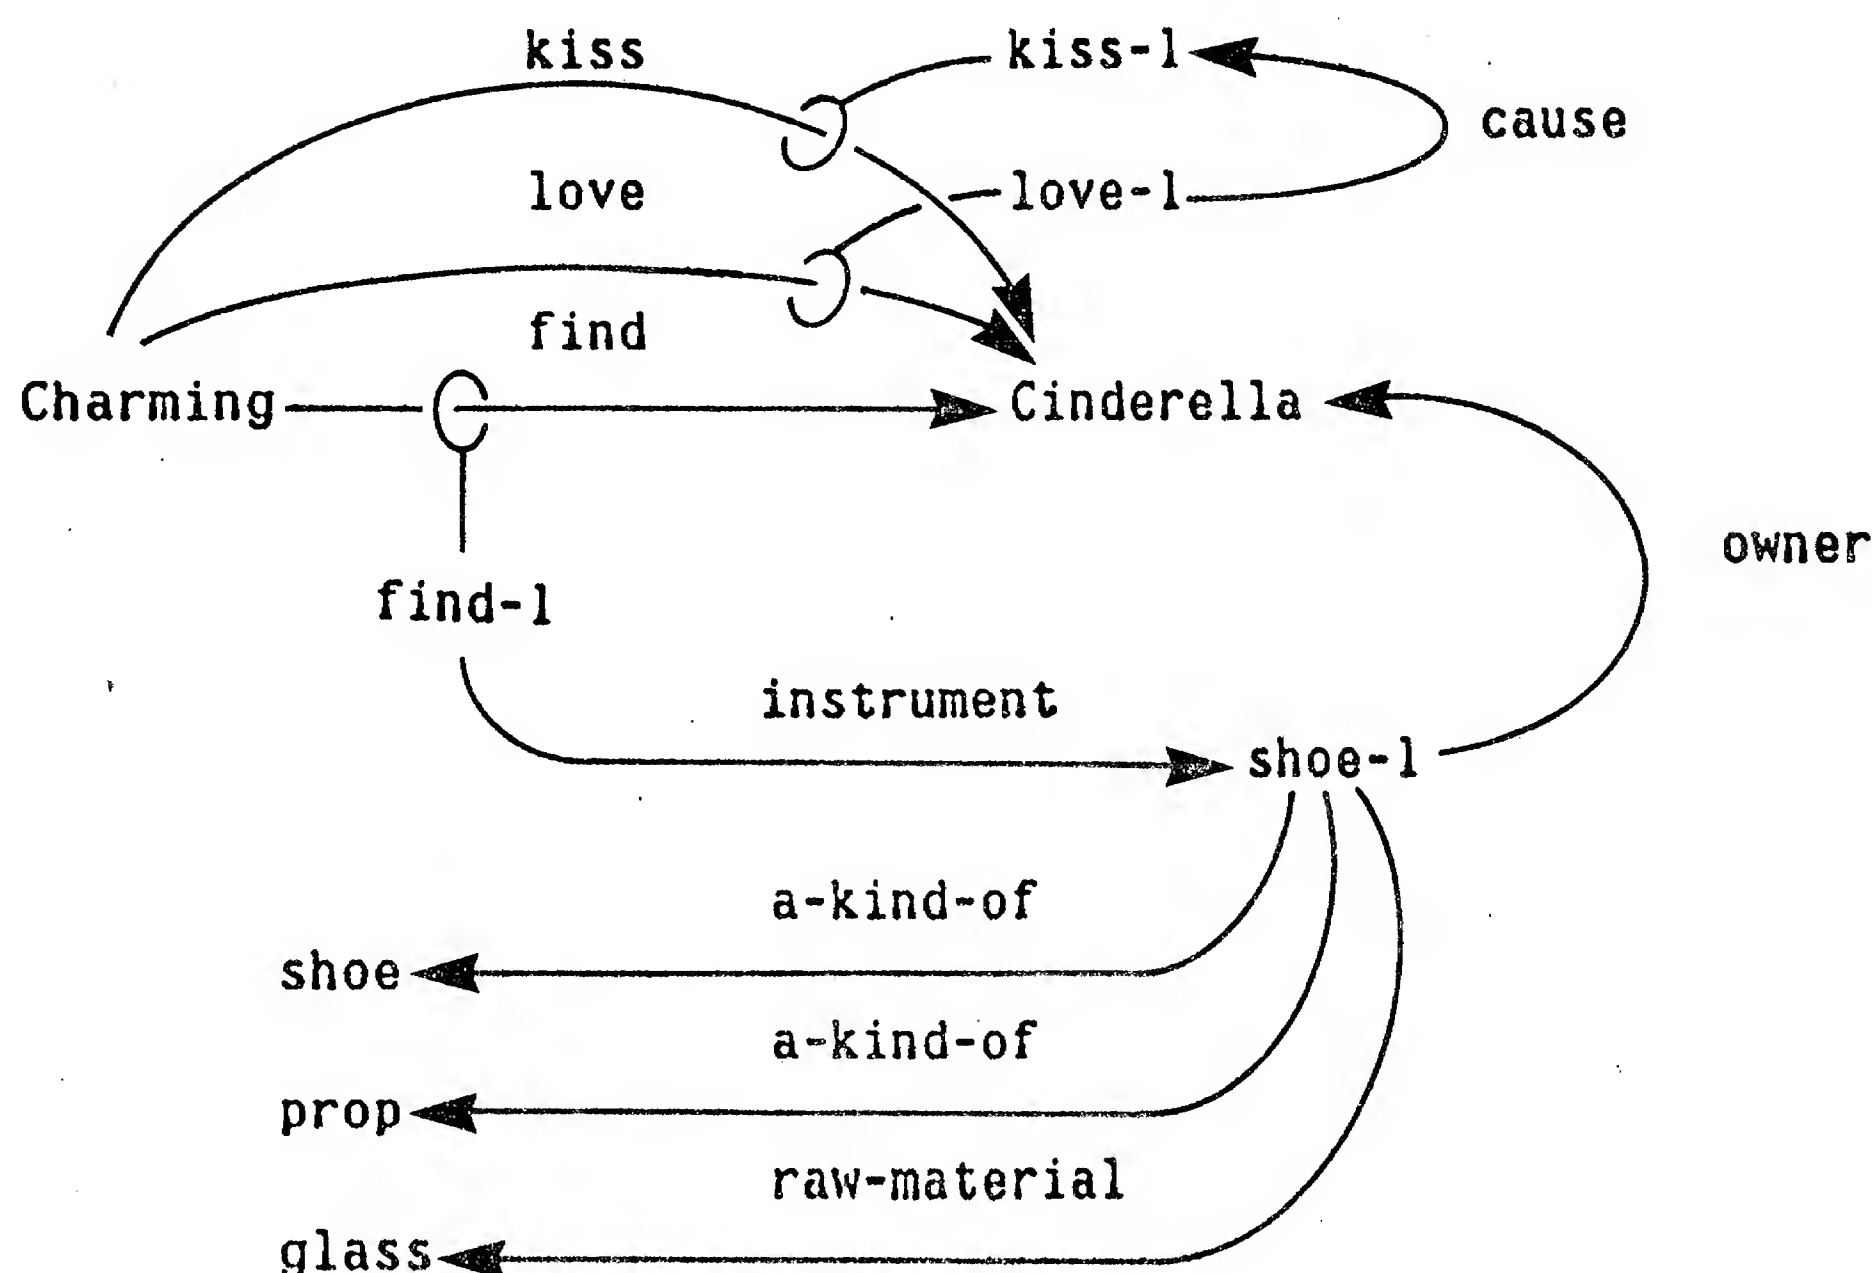 kiss kiss-1
cause
love love-1
find
Charming Cinderella
owner
find-1
instrument
shoe-1
a-kind-of
shoe
a-kind-of
prop
raw-material
glass